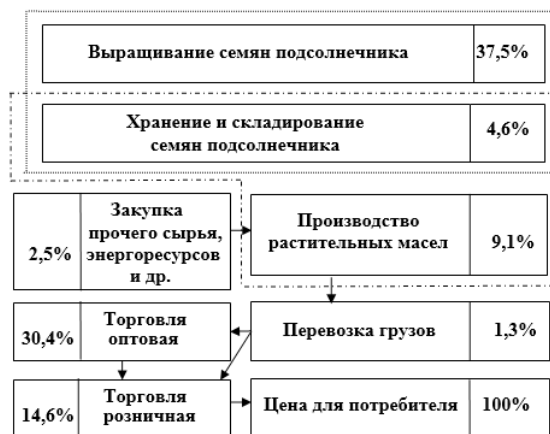 Выращивание семян подсолнечника 37,5%
Хранение и складирование
семян подсолнечника
4,6%
Закупка
прочего сырья,
энергоресурсов
и др.
2,5%
Производство
растительных масел
9,1%
Торговля
оптовая
30,4%
Перевозка грузов 1,3%
Торговля
розничная
14,6%
Цена для потребителя 100%